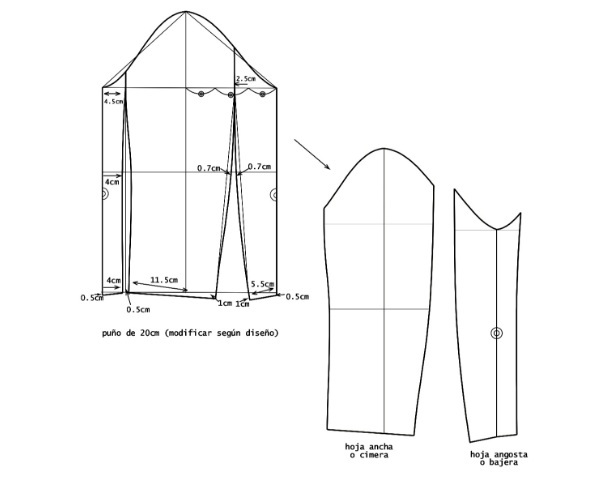 2.5cm
4.5cm
0.7cm
0.7cm
4cm
4cm
11.5cm
5.5cm
0.5cm
0.5cm
1cm
1cm
0.5cm
puño de 20cm (modificar según diseño)
hoja ancha
o cimera
hoja angosta
o bajera